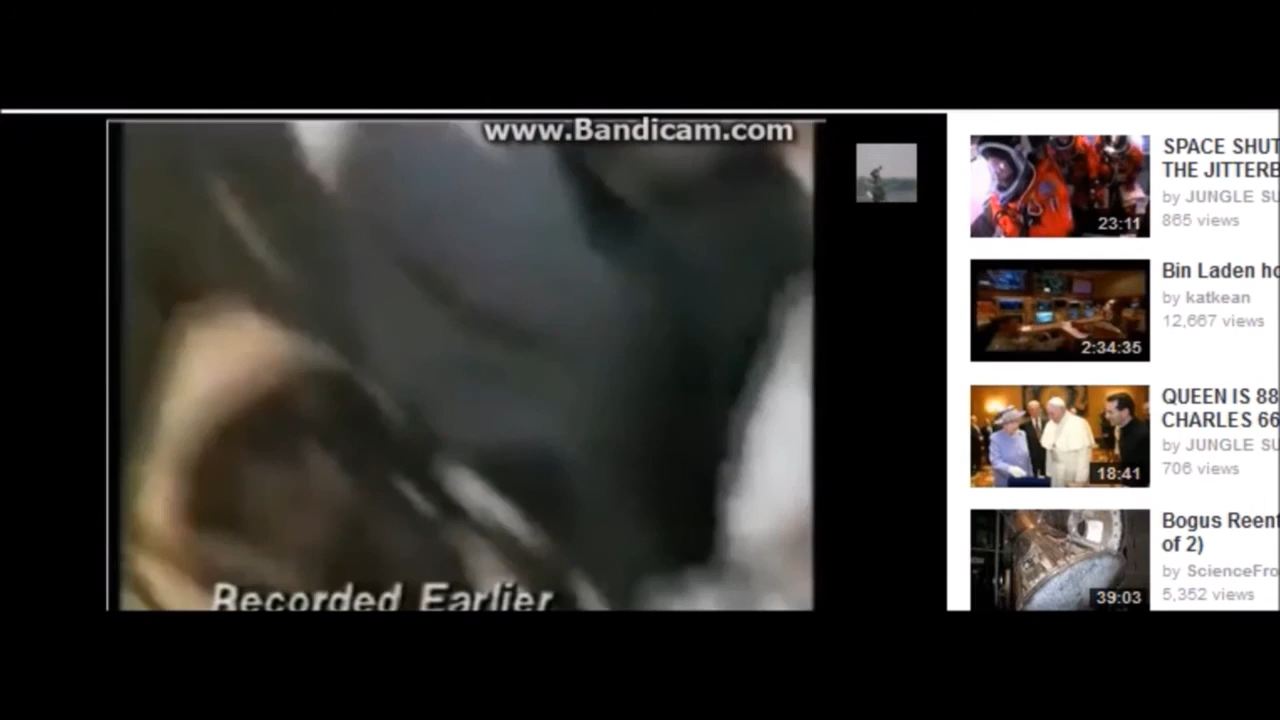 www.Bandicam.com
SPACE SHUT
THE JITTERB
by JUNGLE SU
865 views
23:11
Bin Laden ho
by katkean
12,667 views
2:34:35
QUEEN IS 88
CHARLES 66
by JUNGLE SU
706 views
18:41
Bogus Reent
of 2)
by ScienceFro
5,352 views
39:03
Recorded Earlier